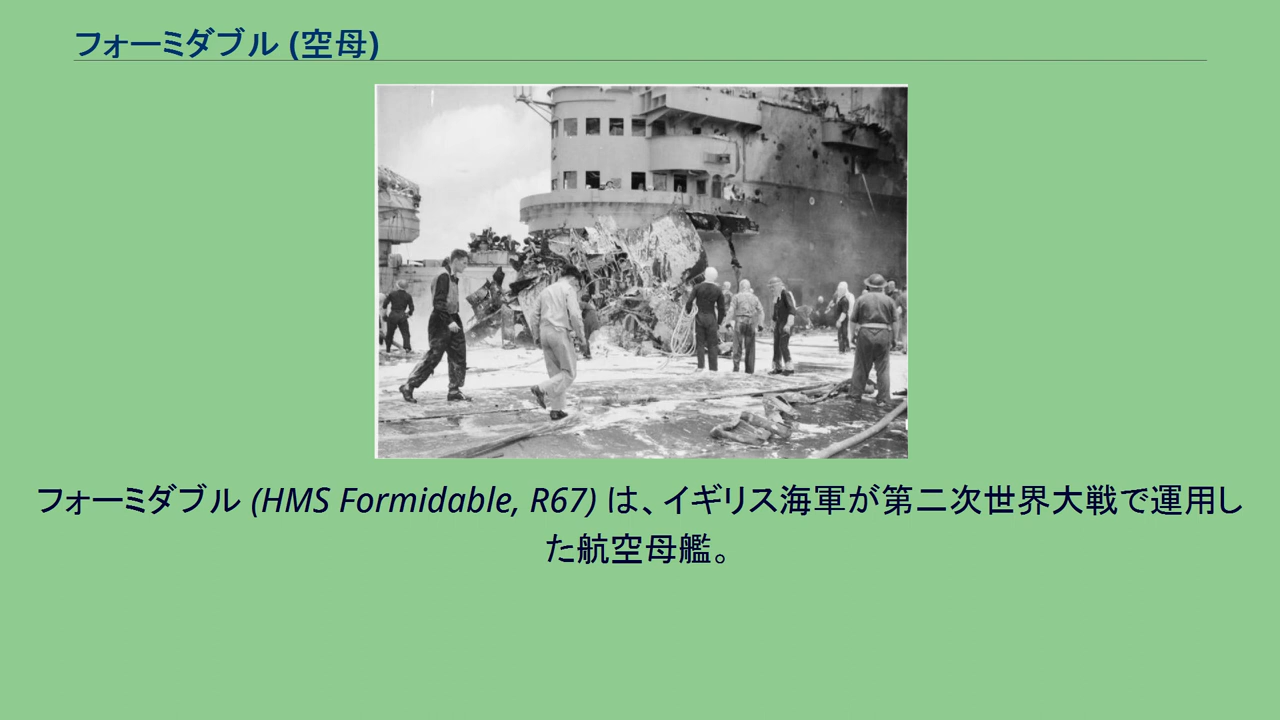 フォーミダブル (空母)
フォーミダブル (HMS Formidable, R67) は、イギリス海軍が第二次世界大戦で運用し
た航空母艦。